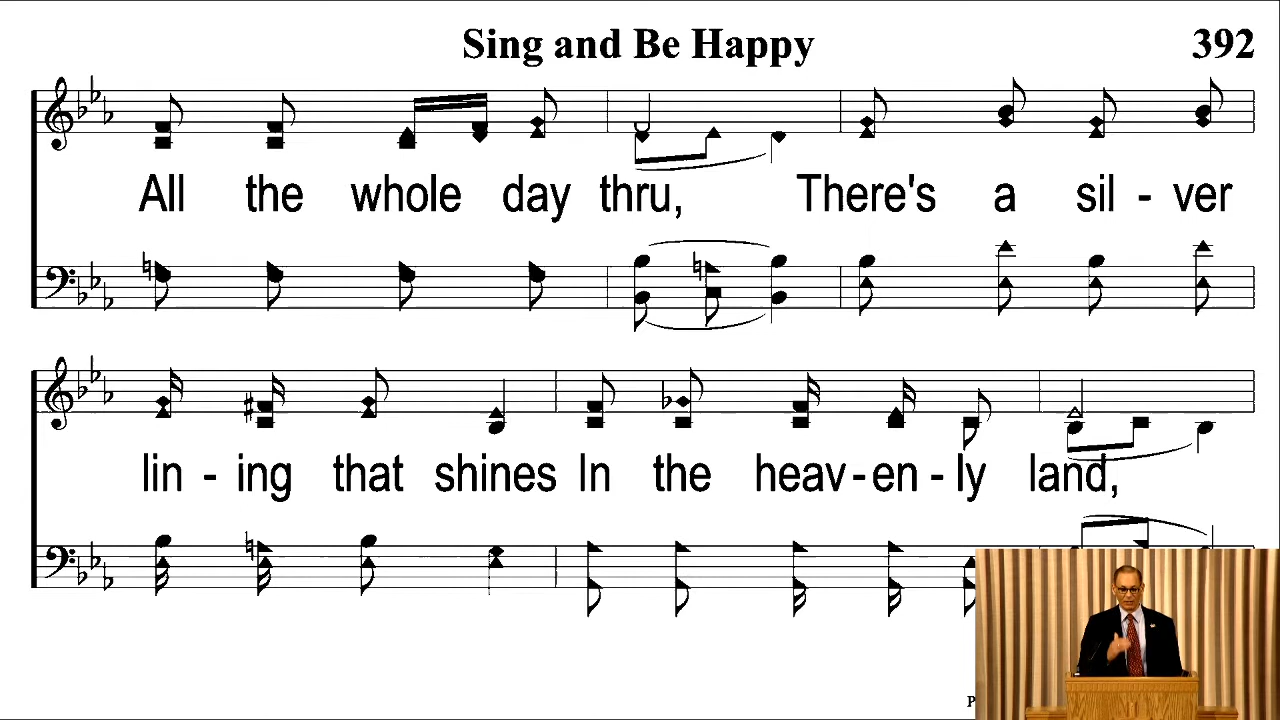 Sing and Be Happy 392
All the whole day thru, There's a sil - ver
lin - ing that shines In the heav - en - ly land,
P